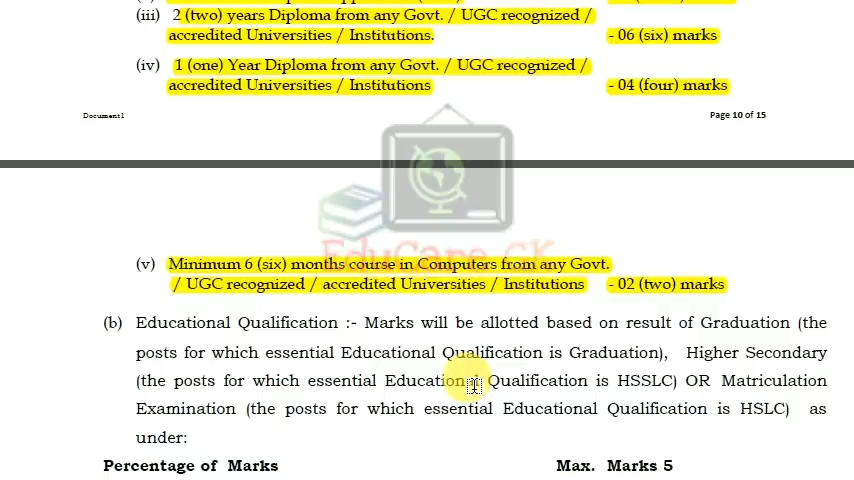 (iii) 2 (two) years Diploma from any Govt. / UGC recognized /
accredited Universities / Institutions. - 06 (six) marks
(iv) 1 (one) Year Diploma from any Govt. / UGC recognized /
accredited Universities / Institutions - 04 (four) marks
Document1 Page 10 of 15
EduCare GK
(v) Minimum 6 (six) months course in Computers from any Govt.
/ UGC recognized / accredited Universities / Institutions - 02 (two) marks
(b) Educational Qualification :- Marks will be allotted based on result of Graduation (the
posts for which essential Educational Qualification is Graduation), Higher Secondary
(the posts for which essential Educational Qualification is HSSLC) OR Matriculation
Examination (the posts for which essential Educational Qualification is HSLC) as
under:
Percentage of Marks Max. Marks 5